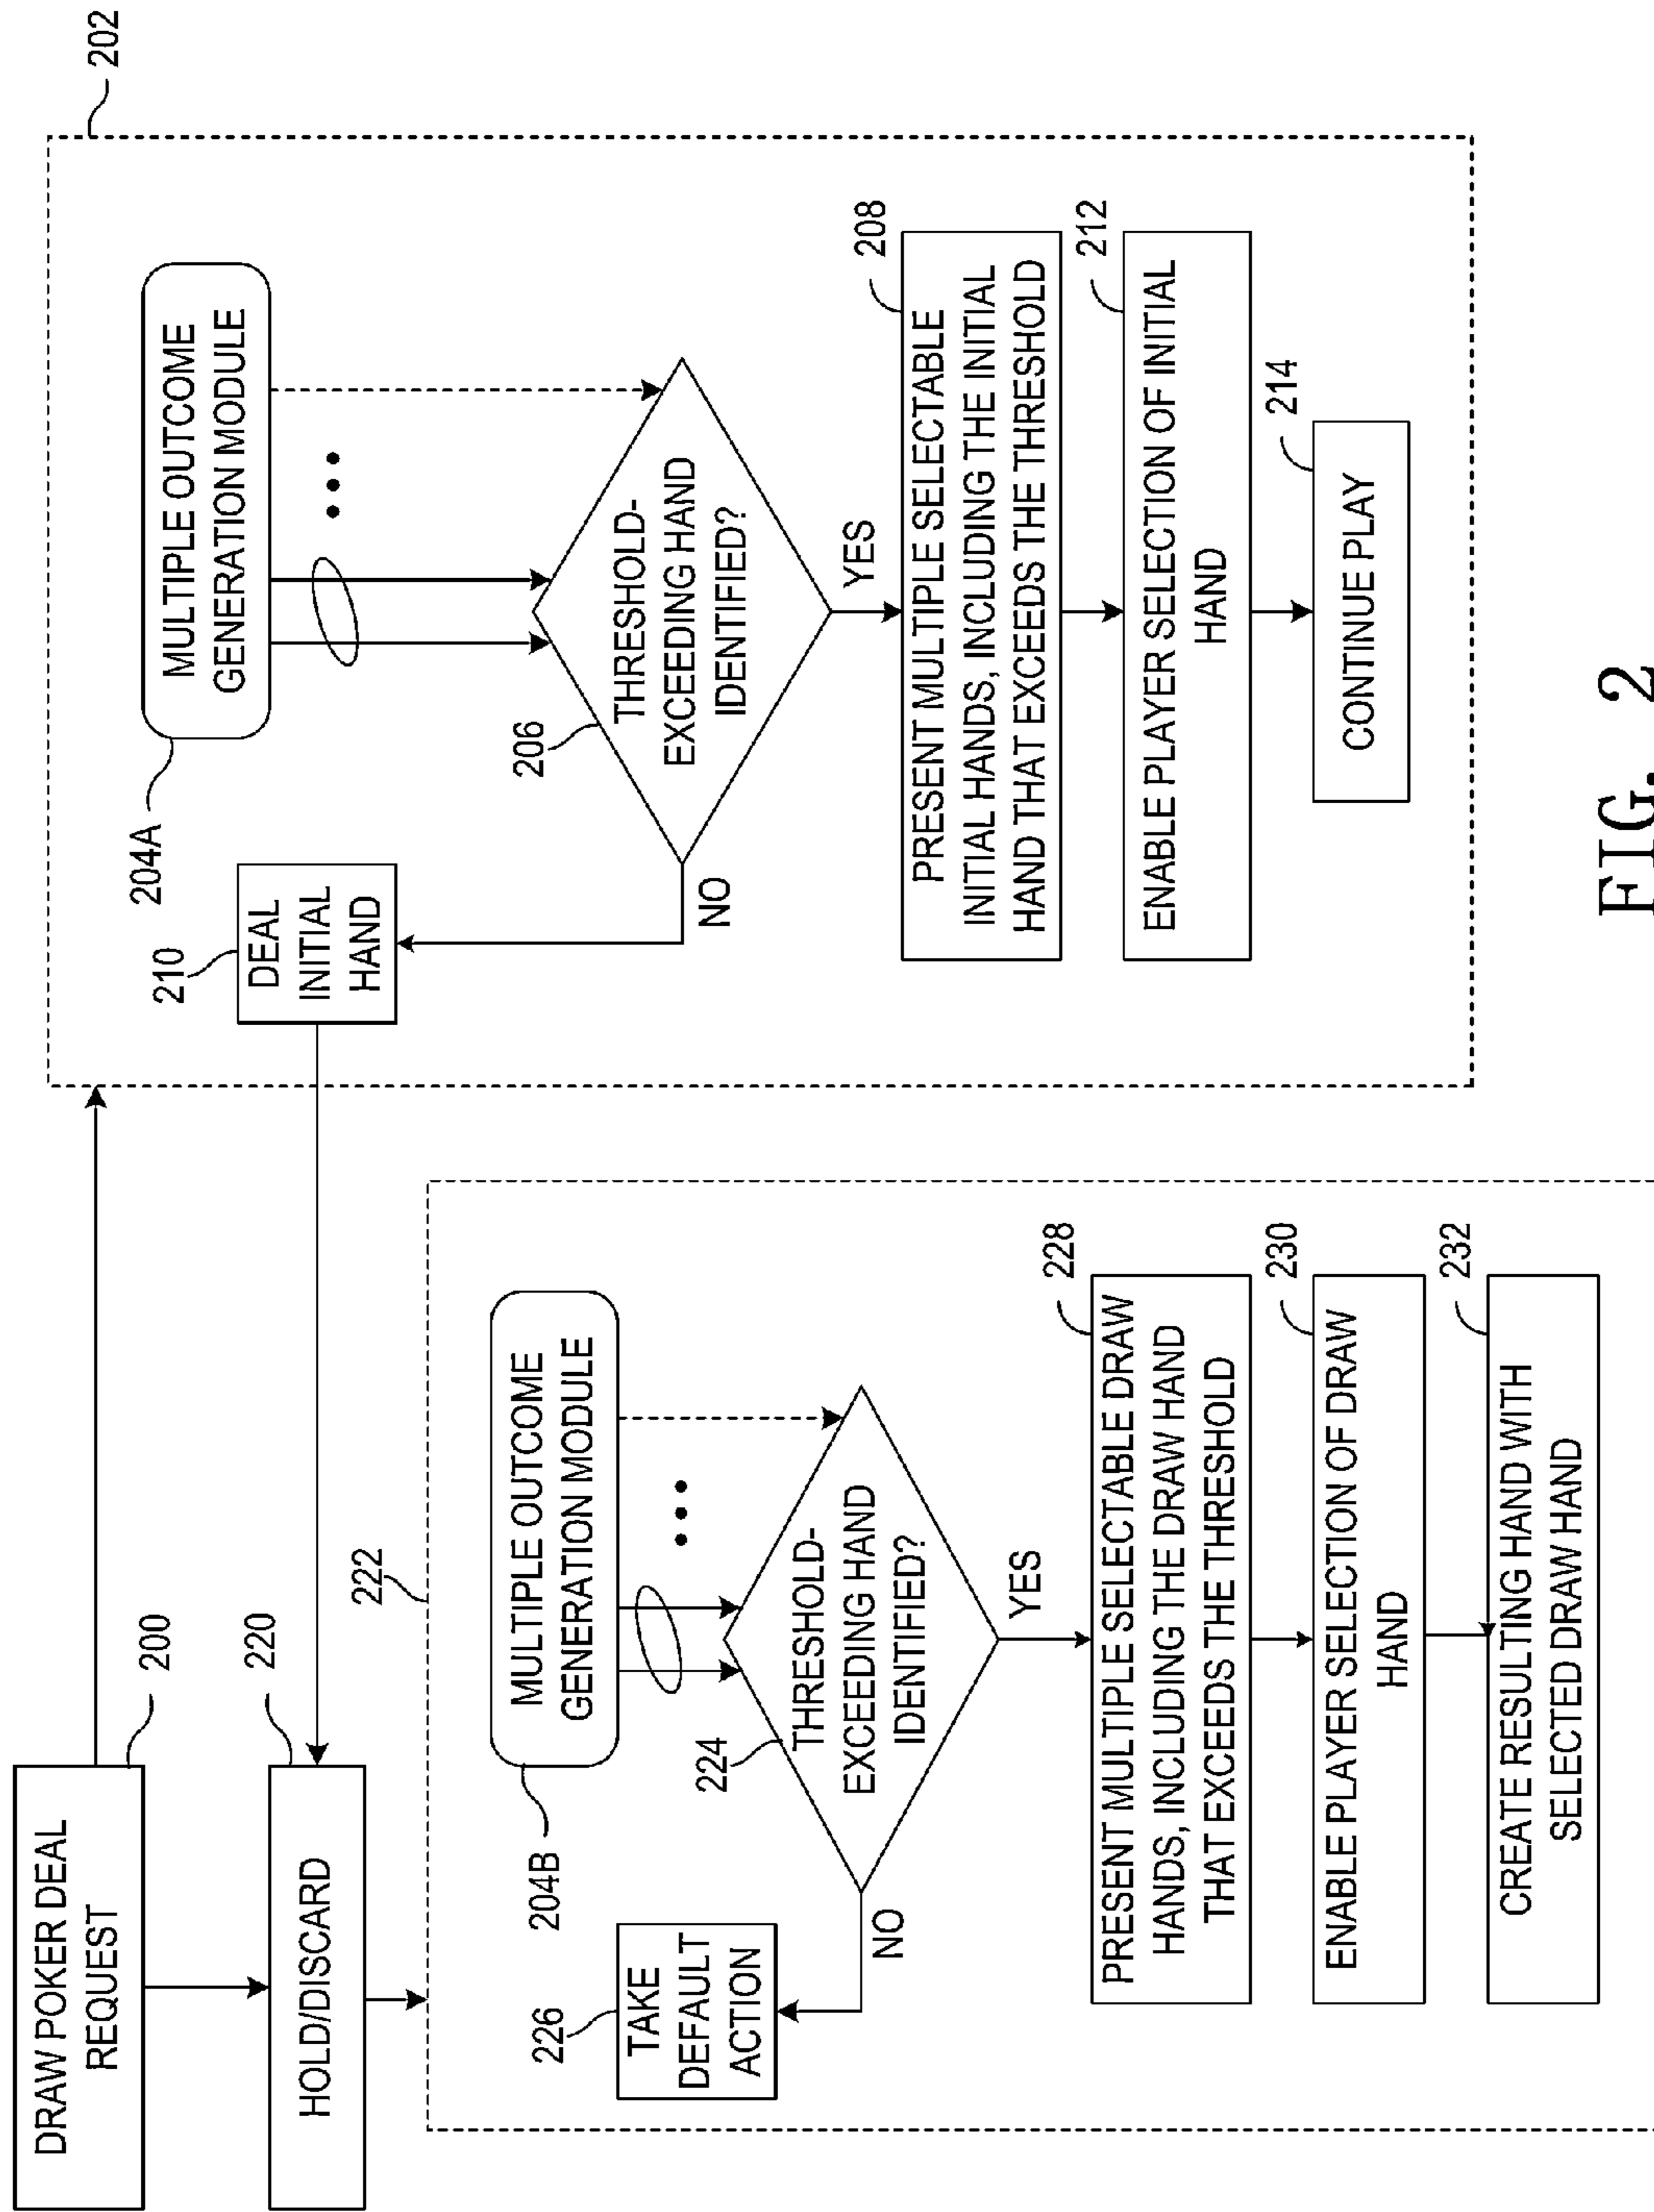 DRAW POKER DEAL
REQUEST
200
HOLD/DISCARD
220
222
MULTIPLE OUTCOME
GENERATION MODULE
204B
THRESHOLD-
EXCEEDING HAND
IDENTIFIED?
224
NO
YES
TAKE
DEFAULT
ACTION
226
PRESENT MULTIPLE SELECTABLE DRAW
HANDS, INCLUDING THE DRAW HAND
THAT EXCEEDS THE THRESHOLD
228
ENABLE PLAYER SELECTION OF DRAW
HAND
230
CREATE RESULTING HAND WITH
SELECTED DRAW HAND
232
202
MULTIPLE OUTCOME
GENERATION MODULE
204A
210
DEAL
INITIAL
HAND
206
THRESHOLD-
EXCEEDING HAND
IDENTIFIED?
NO
YES
208
PRESENT MULTIPLE SELECTABLE
INITIAL HANDS, INCLUDING THE INITIAL
HAND THAT EXCEEDS THE THRESHOLD
212
ENABLE PLAYER SELECTION OF INITIAL
HAND
214
CONTINUE PLAY
FIG. 2